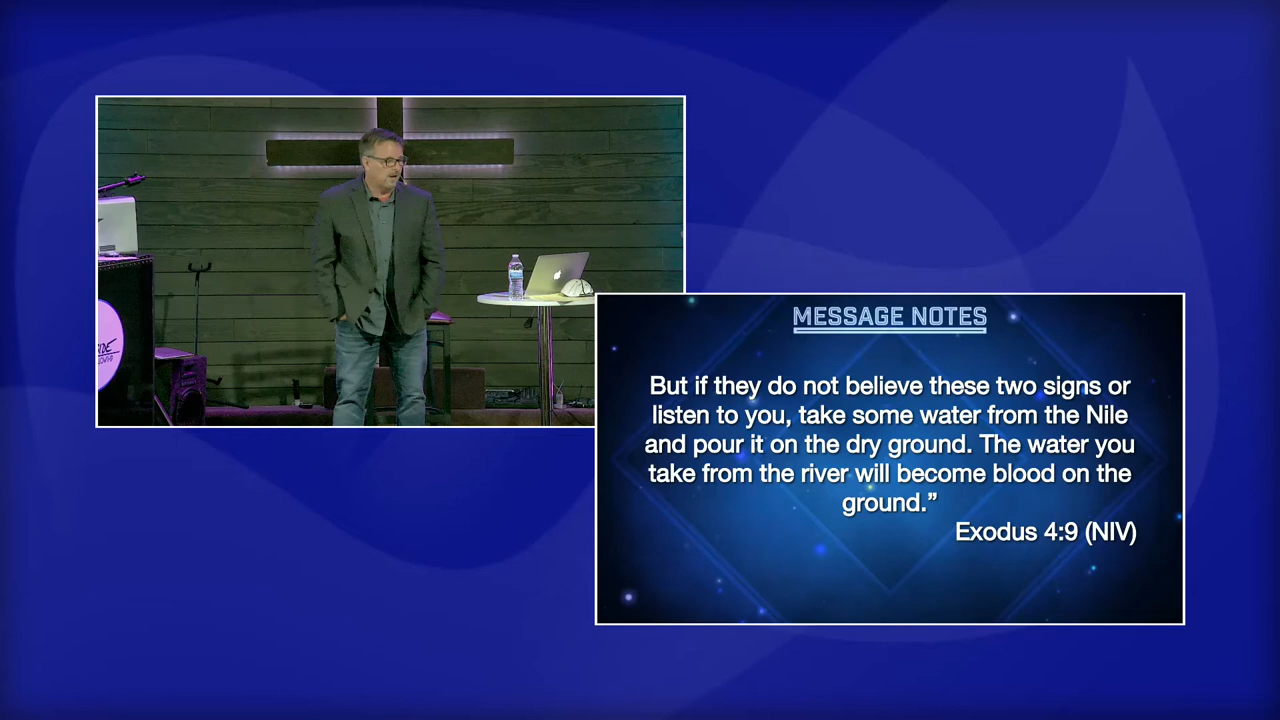 MESSAGE NOTES
But if they do not believe these two signs or
listen to you, take some water from the Nile
and pour it on the dry ground. The water you
take from the river will become blood on the
ground.”
Exodus 4:9 (NIV)